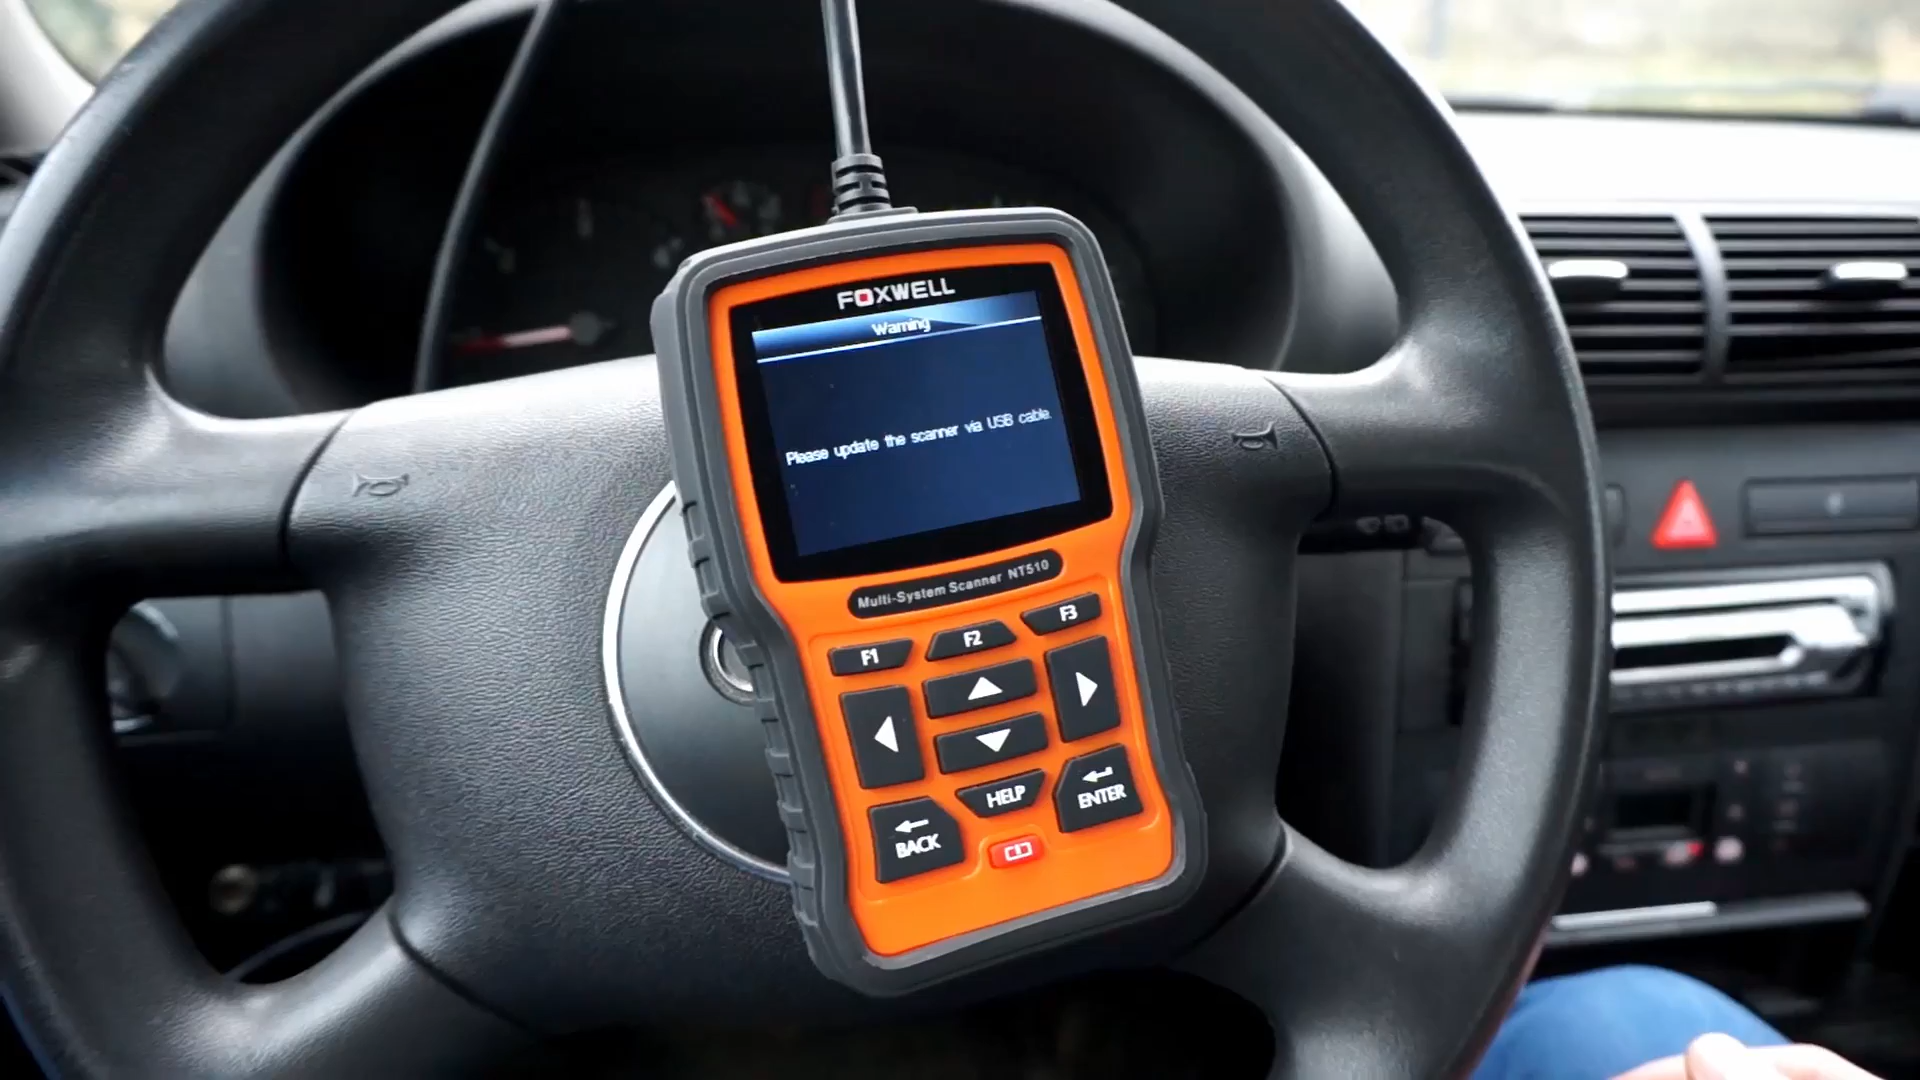 FOXWELL
Warning
Please update the scanner via USB cable.
Multi-System Scanner NT510
F1
F2
F3
HELP
ENTER
BACK